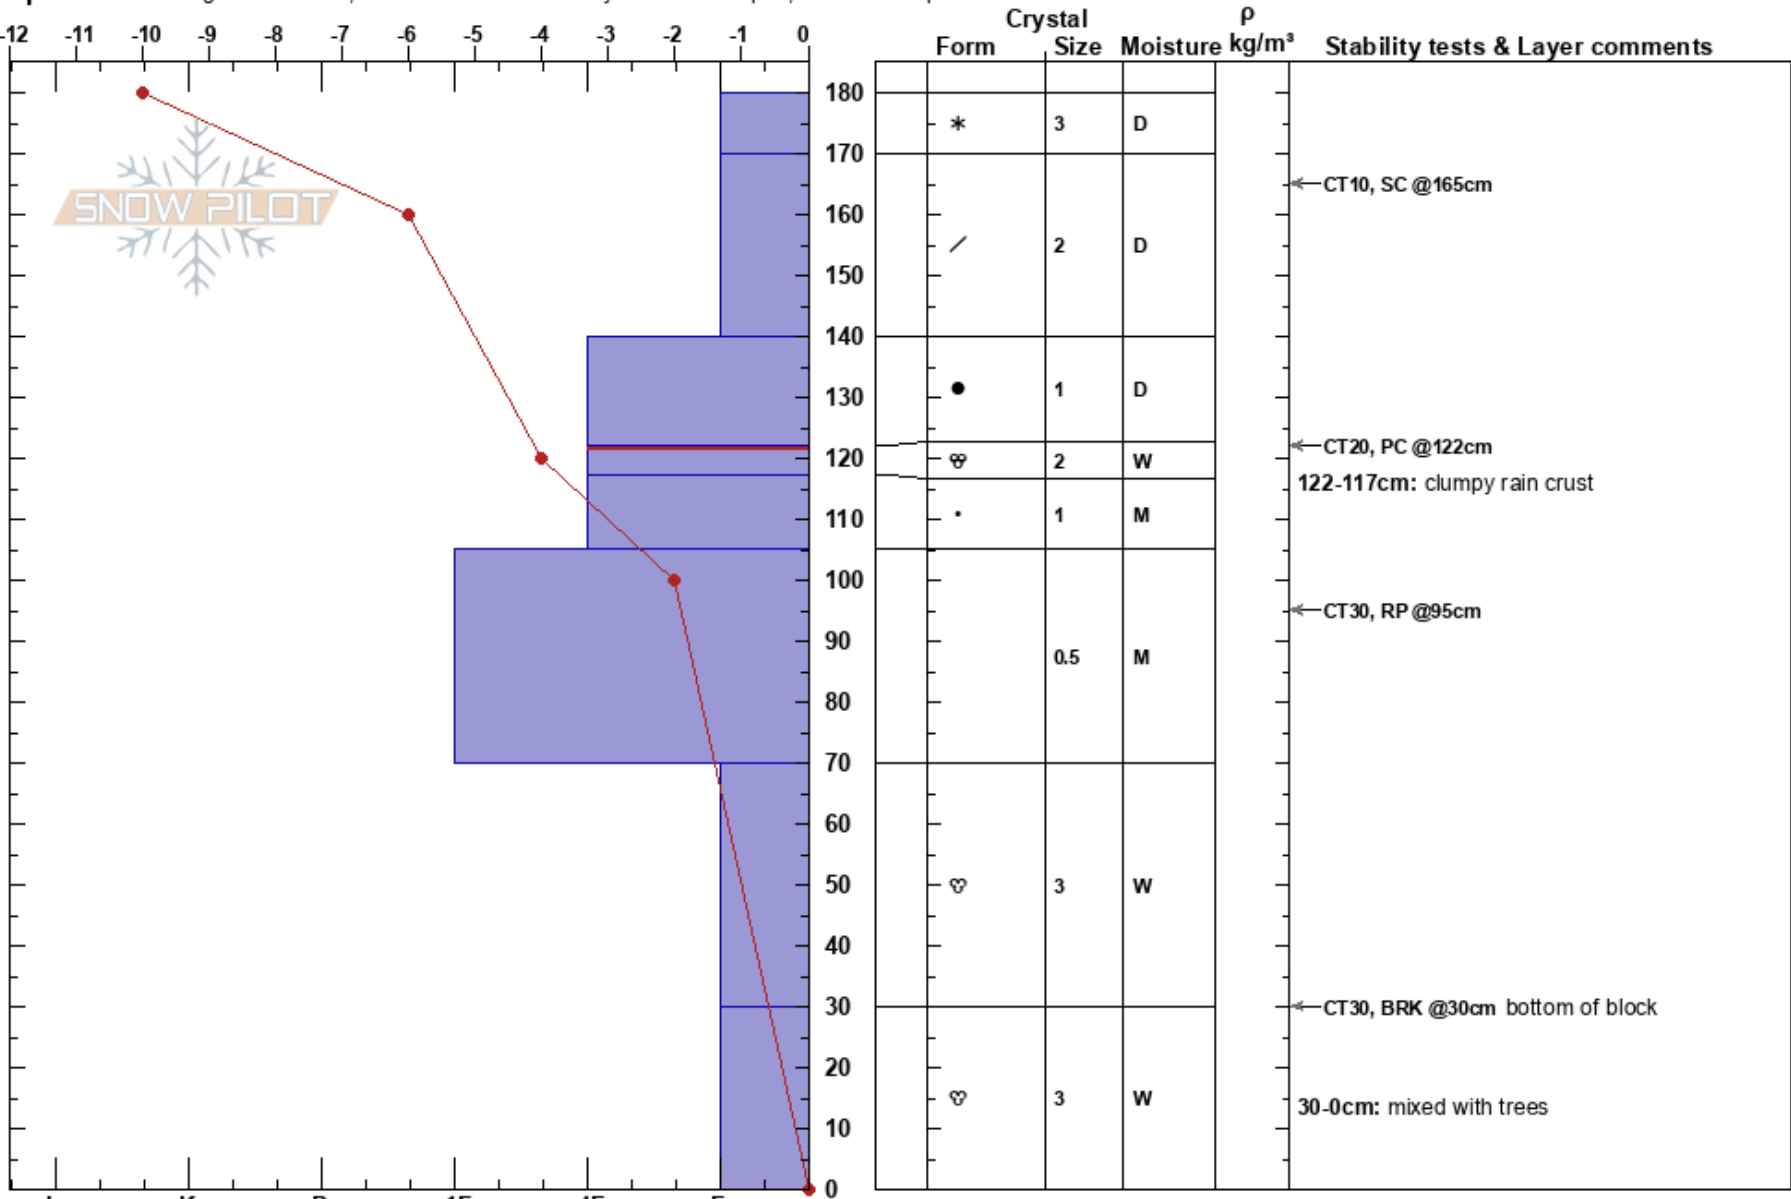 Crystal ρ
-12 -11 -10 -9 -8 -7 -6 -5 -4 -3 -2 -1 0 Form Size Moisture kg/m³ Stability tests & Layer comments
180
3 D
170
CT10, SC @165cm
160
2 D
150
140
1 D
130
CT20, PC @122cm
120 2 W
122-117cm: clumpy rain crust
110 1 M
100
CT30, RP @95cm
90
0.5 M
80
70
60
50 3 W
40
30 CT30, BRK @30cm bottom of block
20
3 W
30-0cm: mixed with trees
10
0
SNOW PILOT